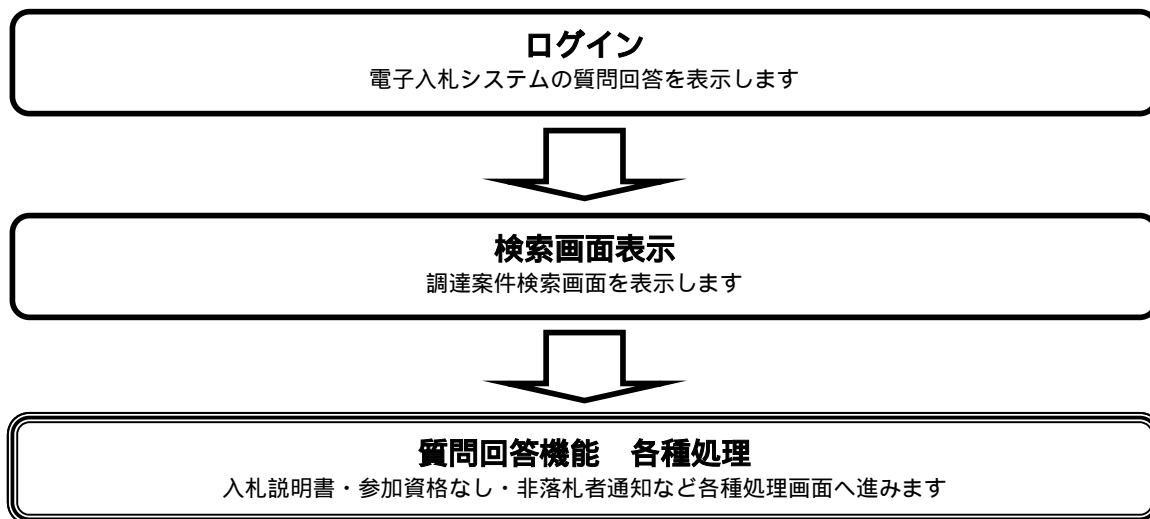 ログイン
電子入札システムの質問回答を表示します
検索画面表示
調達案件検索画面を表示します
質問回答機能　各種処理
入札説明書・参加資格なし・非落札者通知など各種処理画面へ進みます